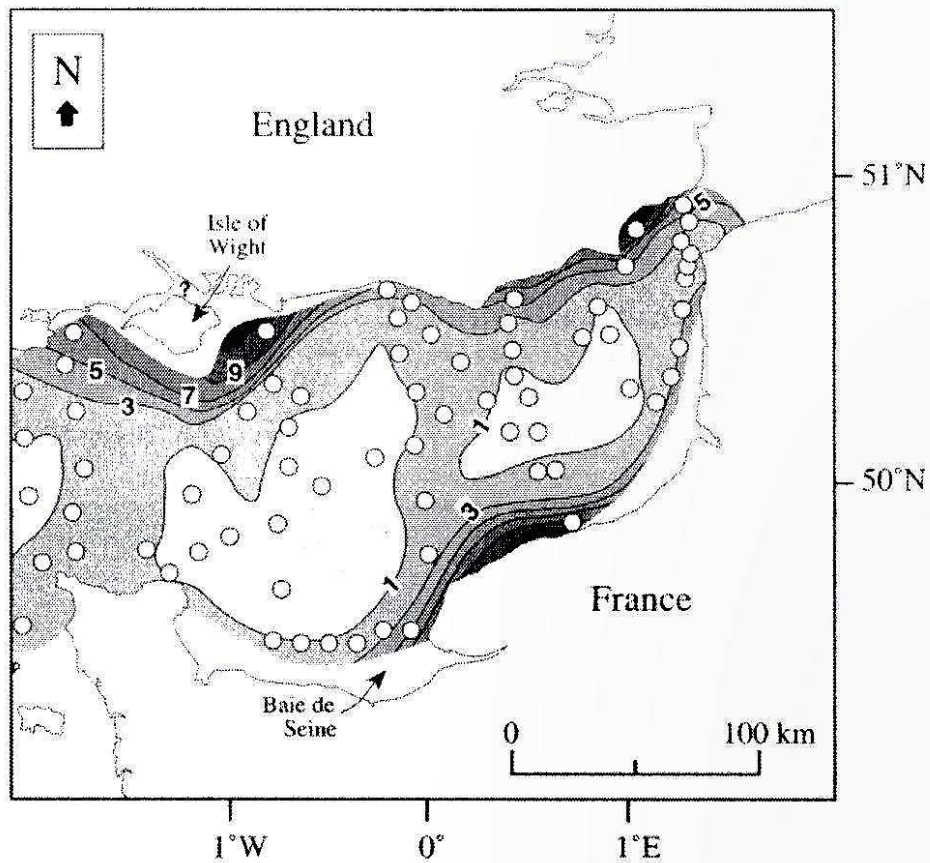 N
England
51°N
5
Isle of
Wight
?
9
5
7
3
1
50°N
3
1
France
Baie de
Seine
0
100 km
1°W
0°
1°E